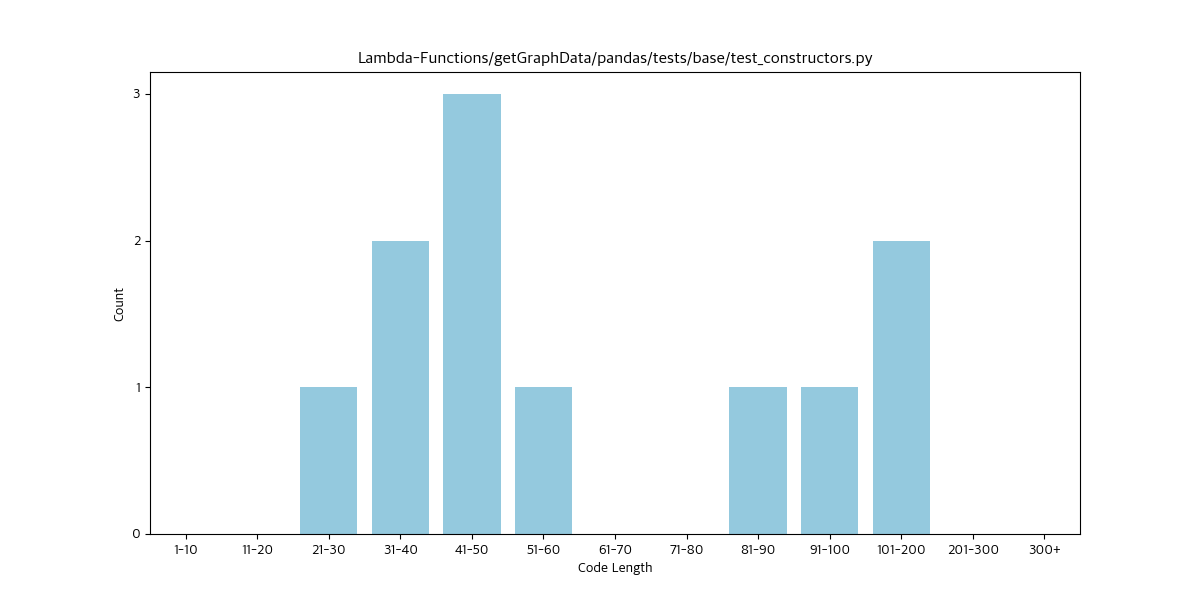 Lambda-Functions/getGraphData/pandas/tests/base/test_constructors.py
3
2
1
0
Count
1-10 11-20 21-30 31-40 41-50 51-60 61-70 71-80 81-90 91-100 101-200 201-300 300+
Code Length